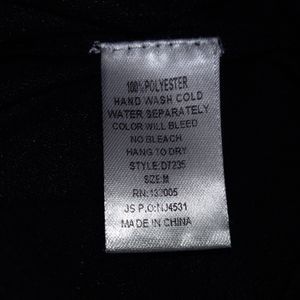 100% POLYESTER
HAND WASH COLD
WATER SEPARATELY
COLOR WILL BLEED
NO BLEACH
HANG TO DRY
STYLE: D7235
SIZE: M
RN: 133005
JS P.O: NJ4531
MADE IN CHINA